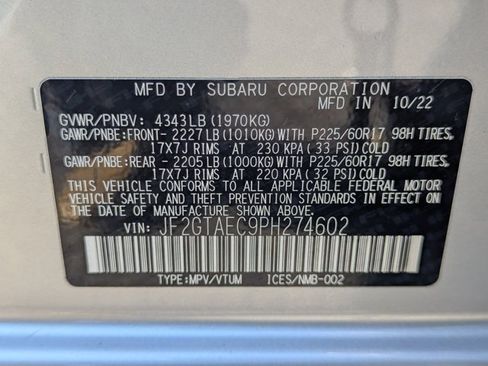 MFD BY SUBARU CORPORATION
MFD IN 10/22
GVWR/PNBV: 4343LB(1970KG)
GAWR/PNBE:FRONT- 2227LB(1010KG)WITH P225/60R17 98H TIRES,
17X7J RIMS AT 230 KPA (33 PSI)COLD
GAWR/PNBE:REAR - 2205LB(1000KG)WITH P225/60R17 98H TIRES,
17X7J RIMS AT 220 KPA (32 PSI)COLD
THIS VEHICLE CONFORMS TO ALL APPLICABLE FEDERAL MOTOR
VEHICLE SAFETY AND THEFT PREVENTION STANDARDS IN
EFFECT ON THE DATE OF MANUFACTURE SHOWN ABOVE.
VIN: JF2GTAEC9PH274602
TYPE:MPV/VTUM ICES/NMB-002